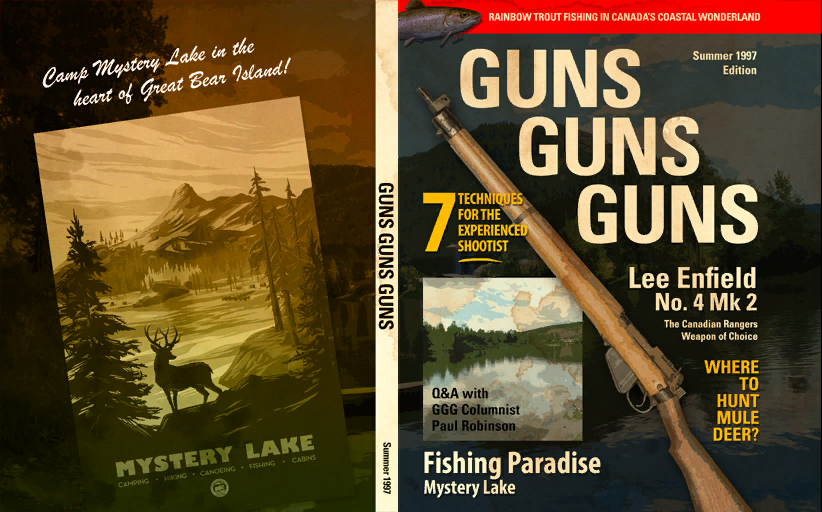 Camp Mystery Lake in the
heart of Great Bear Island!
MYSTERY LAKE
CAMPING • HIKING • CANOEING • FISHING • CABINS
GUNS GUNS GUNS
Summer 1997
RAINBOW TROUT FISHING IN CANADA'S COASTAL WONDERLAND
Summer 1997
Edition
GUNS
GUNS
GUNS
7 TECHNIQUES
FOR THE
EXPERIENCED
SHOOTIST
Lee Enfield
No. 4 Mk 2
The Canadian Rangers
Weapon of Choice
WHERE
TO
HUNT
MULE
DEER?
Q&A with
GGG Columnist
Paul Robinson
Fishing Paradise
Mystery Lake